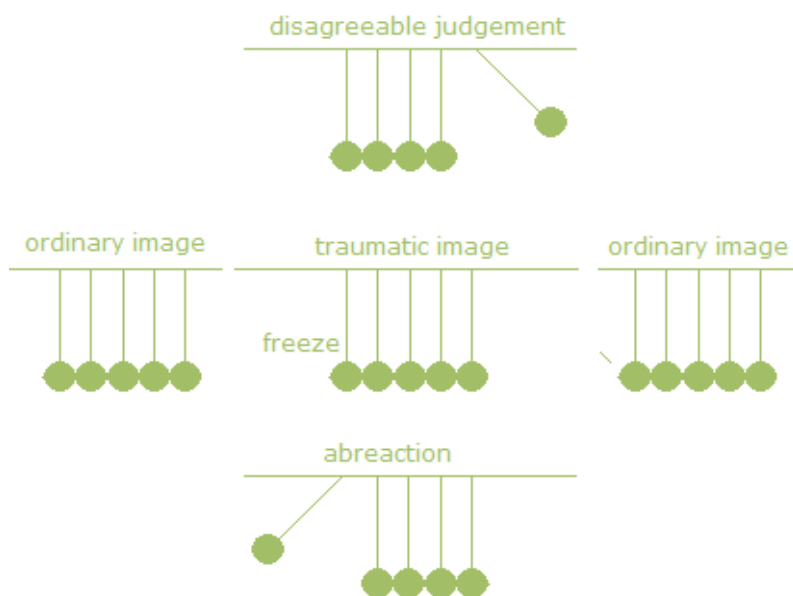 disagreeable judgement
ordinary image
traumatic image
ordinary image
freeze
abreaction